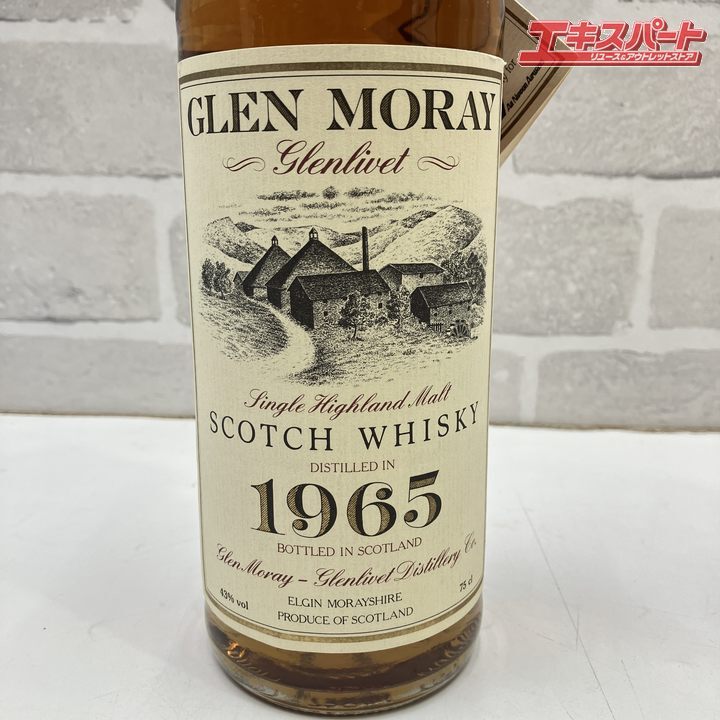 エキスパート
リユース&アウトレットストア
GLEN MORAY
Glenlivet
Single Highland Malt
SCOTCH WHISKY
DISTILLED IN
1965
BOTTLED IN SCOTLAND
Glen Moray – Glenlivet Distillery Co.
43% vol
75 cl
ELGIN MORAYSHIRE
PRODUCE OF SCOTLAND